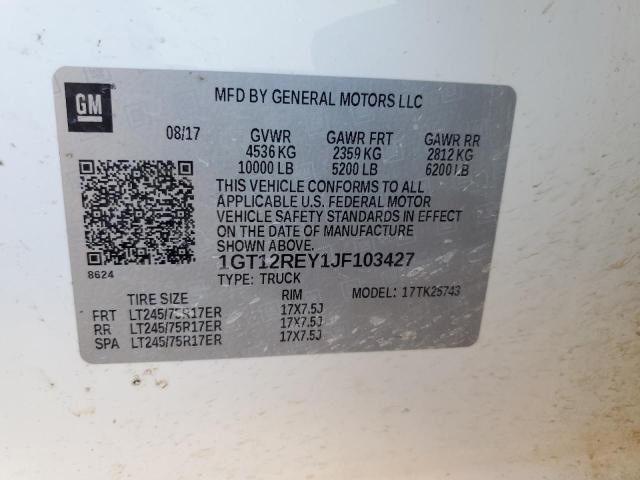 GM
MFD BY GENERAL MOTORS LLC
08/17 GVWR GAWR FRT GAWR RR
4536 KG 2359 KG 2812 KG
10000 LB 5200 LB 6200 LB
THIS VEHICLE CONFORMS TO ALL
APPLICABLE U.S. FEDERAL MOTOR
VEHICLE SAFETY STANDARDS IN EFFECT
ON THE DATE OF MANUFACTURE
SHOWN ABOVE.
8624 1GT12REY1JF103427
TYPE: TRUCK
TIRE SIZE RIM MODEL: 17TK25743
FRT LT245/75R17ER 17X7.5J
RR LT245/75R17ER 17X7.5J
SPA LT245/75R17ER 17X7.5J